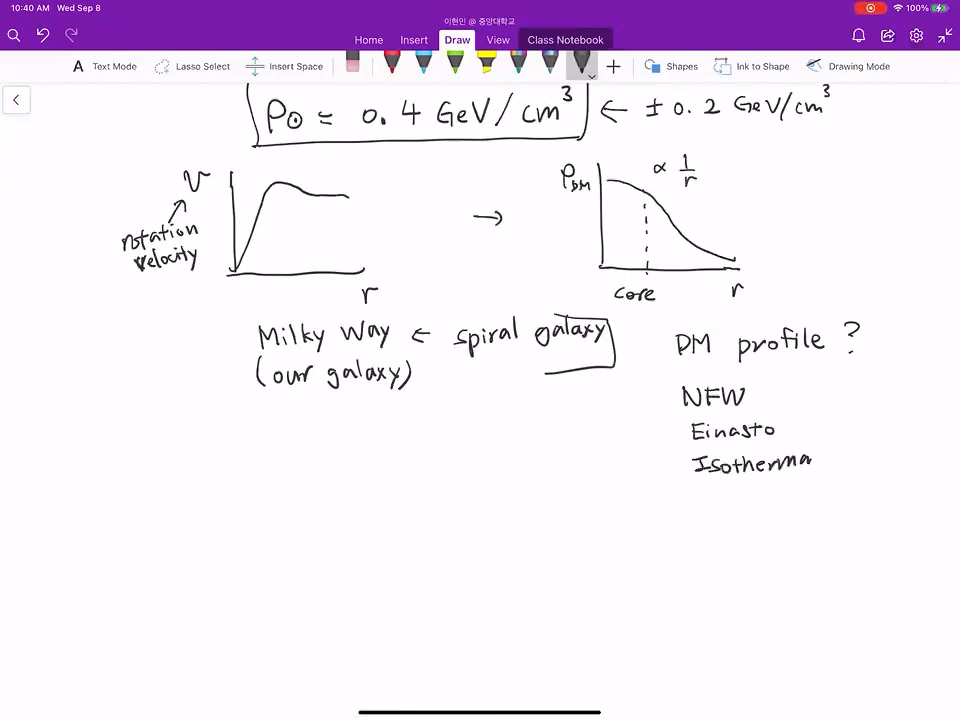 10:40 AM Wed Sep 8
100%
이현민 @ 중앙대학교
Home Insert Draw View Class Notebook
Text Mode Lasso Select Insert Space Shapes Ink to Shape Drawing Mode
ρ⊙ ≃ 0.4 GeV/cm³ ← ± 0.2 GeV/cm³
v
rotation
velocity
r
→
ρDM
∝ 1/r
core
r
Milky Way ← spiral galaxy
(our galaxy)
DM profile ?
NFW
Einasto
Isotherma